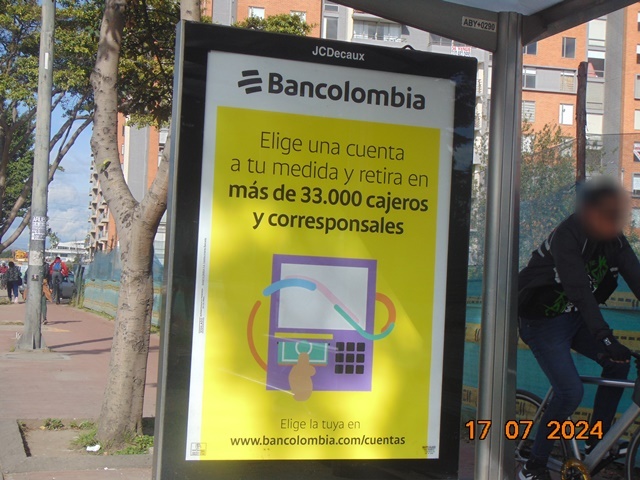 ABY+0290
JCDecaux
Bancolombia
Elige una cuenta
a tu medida y retira en
más de 33.000 cajeros
y corresponsales
Elige la tuya en
www.bancolombia.com/cuentas
17 07 2024